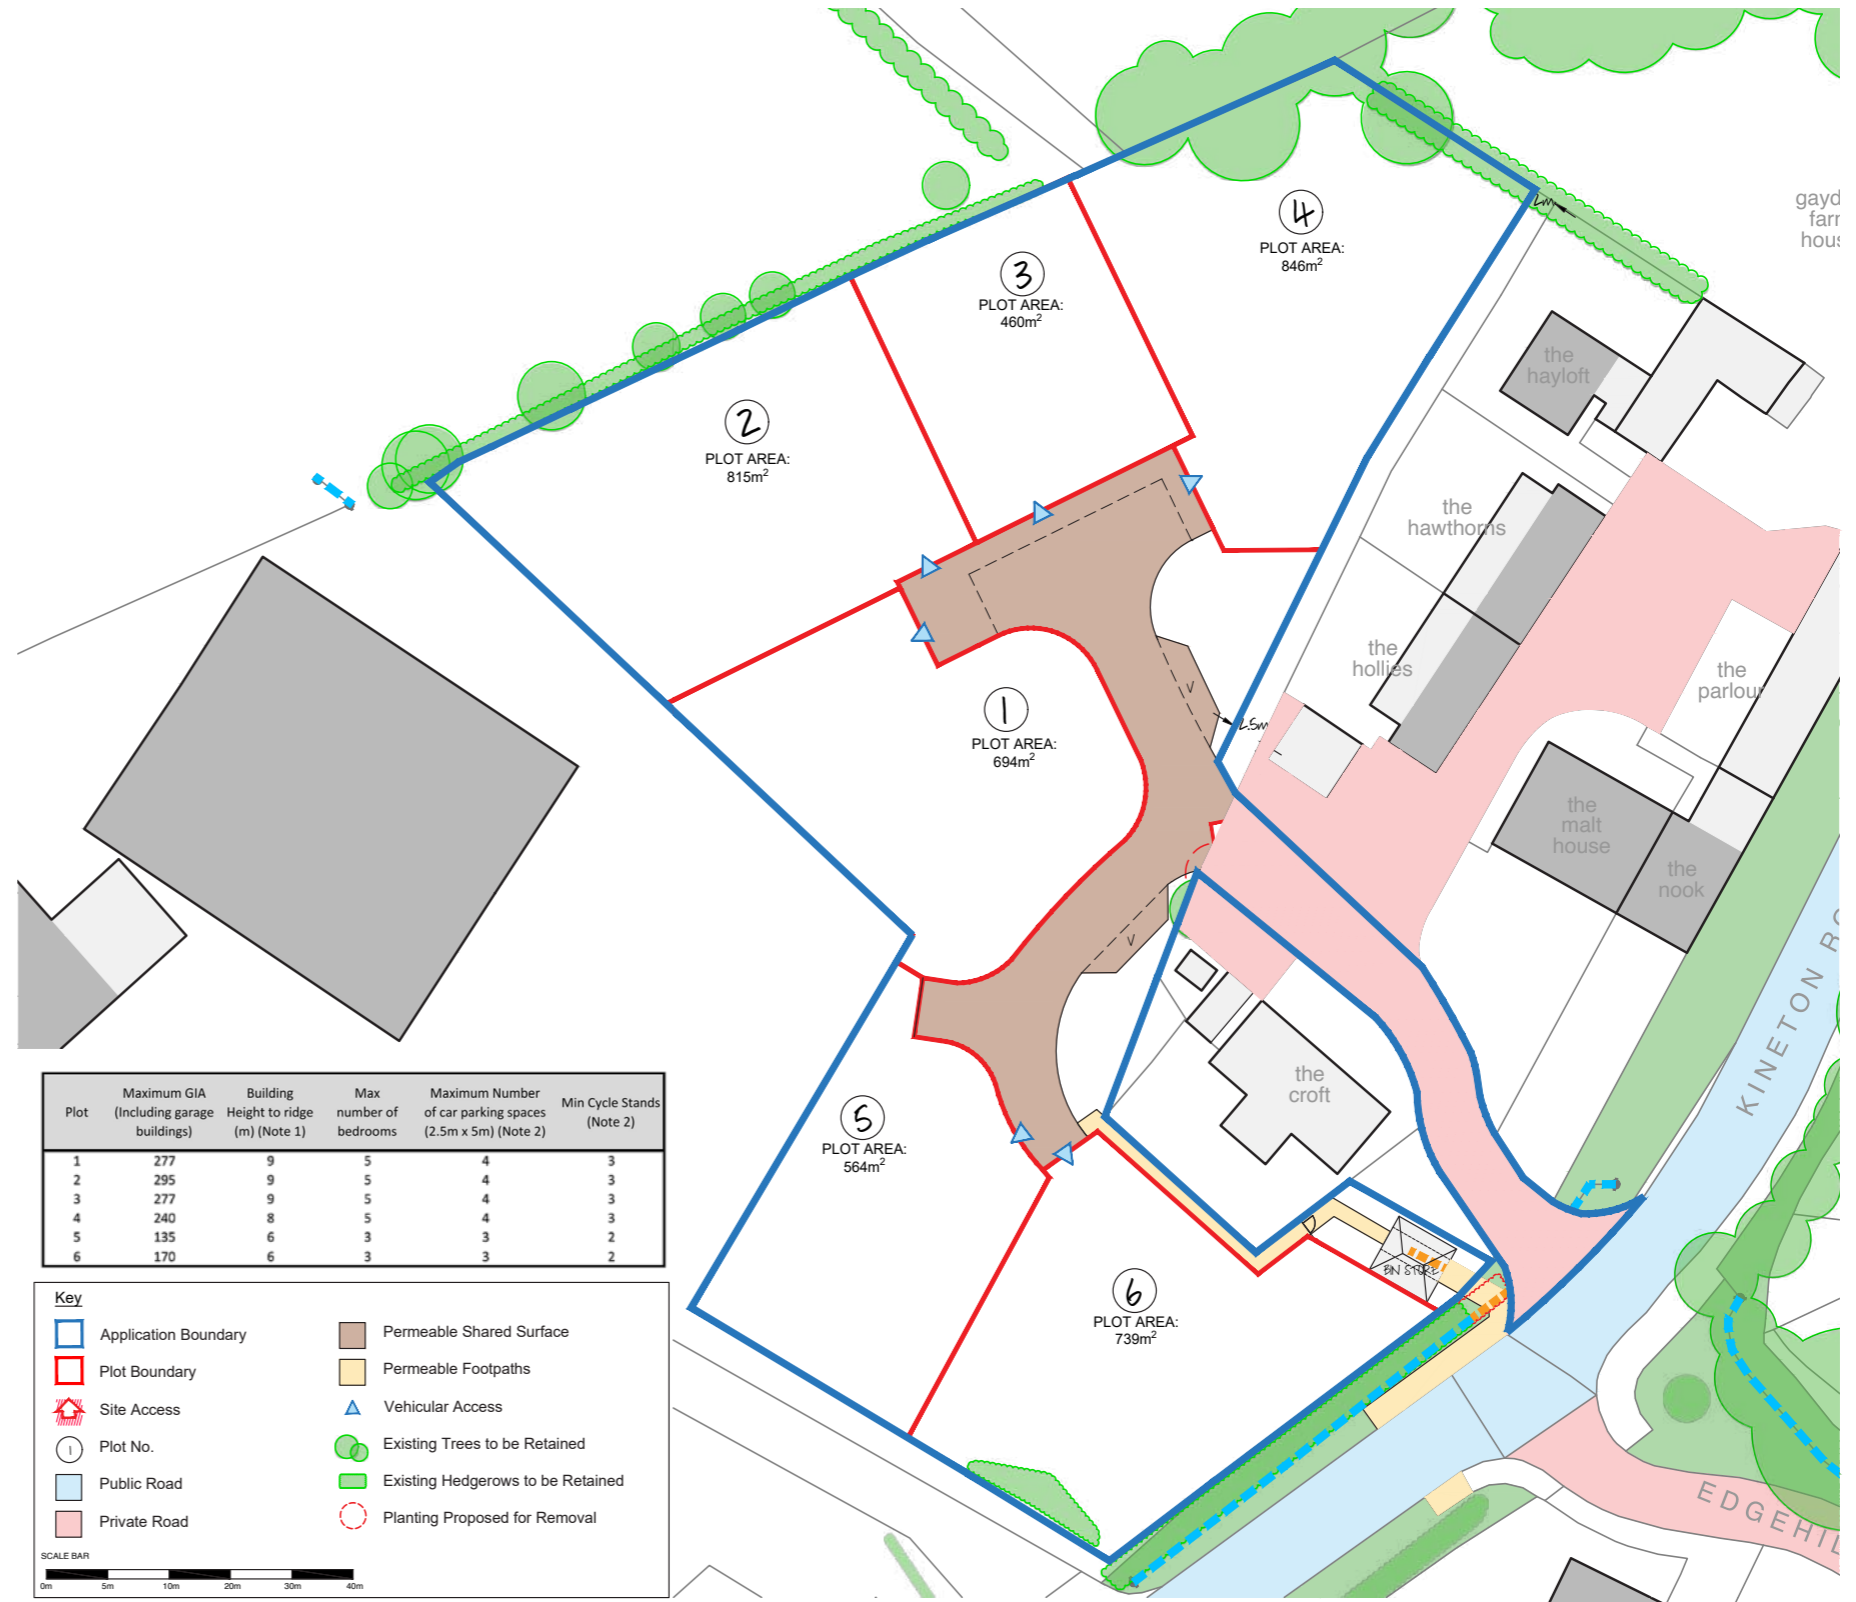 4
PLOT AREA:
846m²
3
PLOT AREA:
460m²
2
PLOT AREA:
815m²
1
PLOT AREA:
694m²
5
PLOT AREA:
564m²
6
PLOT AREA:
739m²
2m
2.5m
V
V
BIN STORE
gayd
farm
hous
the
hayloft
the
hawthorns
the
hollies
the
parlour
the
malt
house
the
nook
the
croft
KINETON RO
EDGEHIL
Plot
Maximum GIA
(Including garage
buildings)
Building
Height to ridge
(m) (Note 1)
Max
number of
bedrooms
Maximum Number
of car parking spaces
(2.5m x 5m) (Note 2)
Min Cycle Stands
(Note 2)
1 277 9 5 4 3
2 295 9 5 4 3
3 277 9 5 4 3
4 240 8 5 4 3
5 135 6 3 3 2
6 170 6 3 3 2
Key
Application Boundary
Plot Boundary
Site Access
1 Plot No.
Public Road
Private Road
Permeable Shared Surface
Permeable Footpaths
Vehicular Access
Existing Trees to be Retained
Existing Hedgerows to be Retained
Planting Proposed for Removal
SCALE BAR
0m 5m 10m 20m 30m 40m